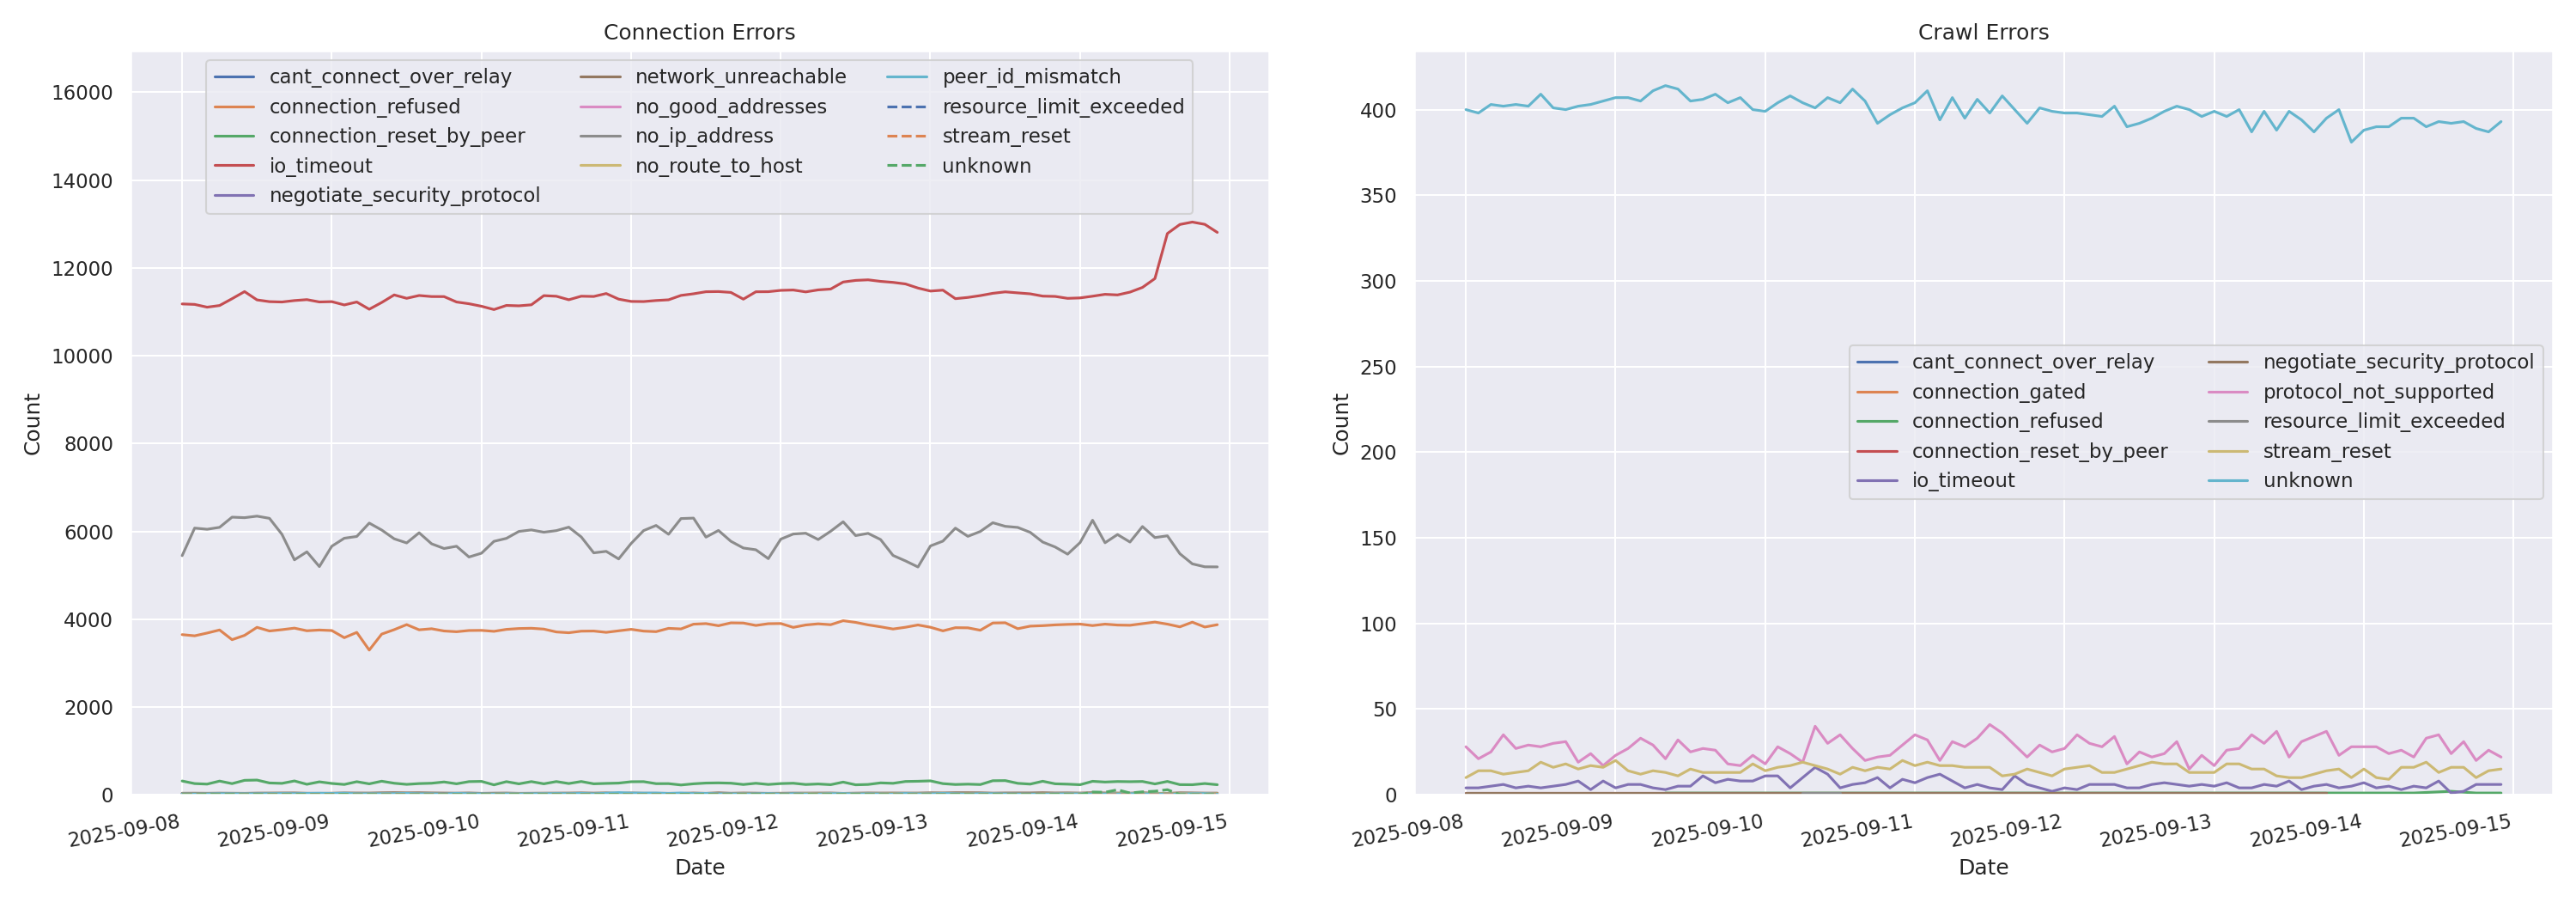 Connection Errors
cant_connect_over_relay
connection_refused
connection_reset_by_peer
io_timeout
negotiate_security_protocol
network_unreachable
no_good_addresses
no_ip_address
no_route_to_host
peer_id_mismatch
resource_limit_exceeded
stream_reset
unknown
16000
14000
12000
10000
8000
6000
4000
2000
0
Count
2025-09-08
2025-09-09
2025-09-10
2025-09-11
2025-09-12
2025-09-13
2025-09-14
2025-09-15
Date
Crawl Errors
400
350
300
250
200
150
100
50
0
Count
cant_connect_over_relay
connection_gated
connection_refused
connection_reset_by_peer
io_timeout
negotiate_security_protocol
protocol_not_supported
resource_limit_exceeded
stream_reset
unknown
2025-09-08
2025-09-09
2025-09-10
2025-09-11
2025-09-12
2025-09-13
2025-09-14
2025-09-15
Date